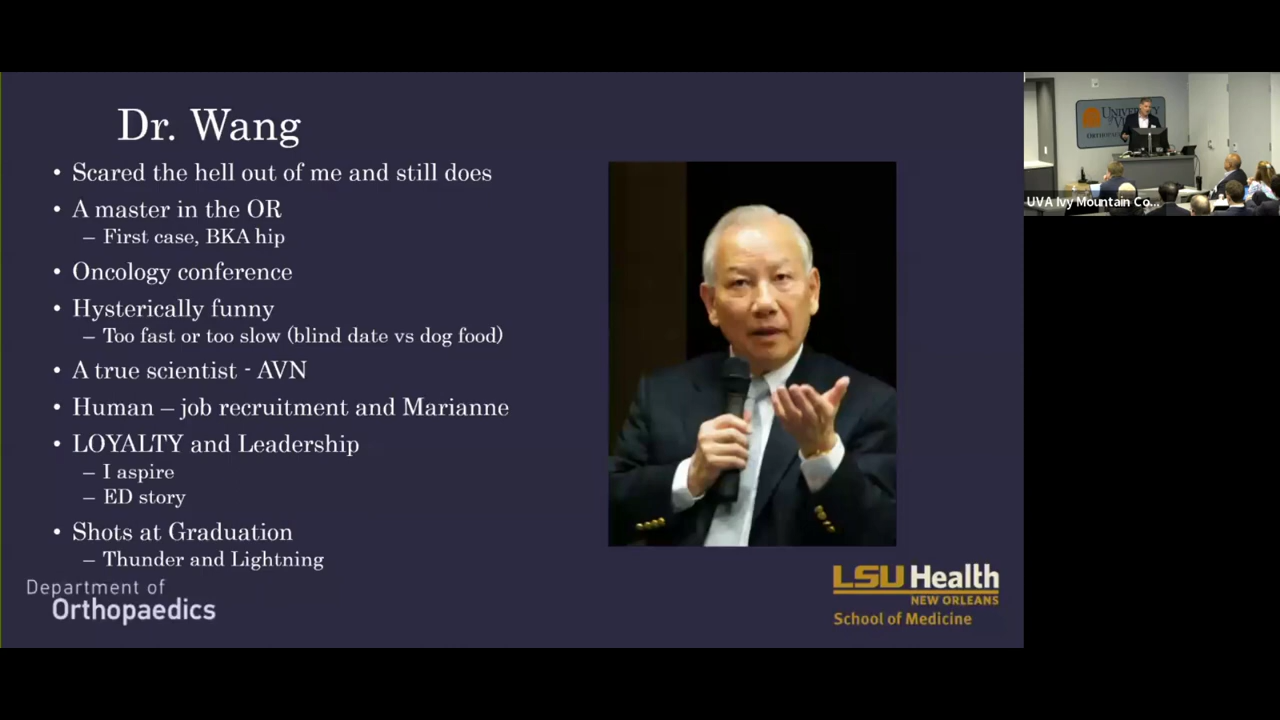 Dr. Wang
• Scared the hell out of me and still does
• A master in the OR
– First case, BKA hip
• Oncology conference
• Hysterically funny
– Too fast or too slow (blind date vs dog food)
• A true scientist - AVN
• Human – job recruitment and Marianne
• LOYALTY and Leadership
– I aspire
– ED story
• Shots at Graduation
– Thunder and Lightning
Department of
Orthopaedics
LSU Health
NEW ORLEANS
School of Medicine
UNIVERSITY
UVA Ivy Mountain Co...